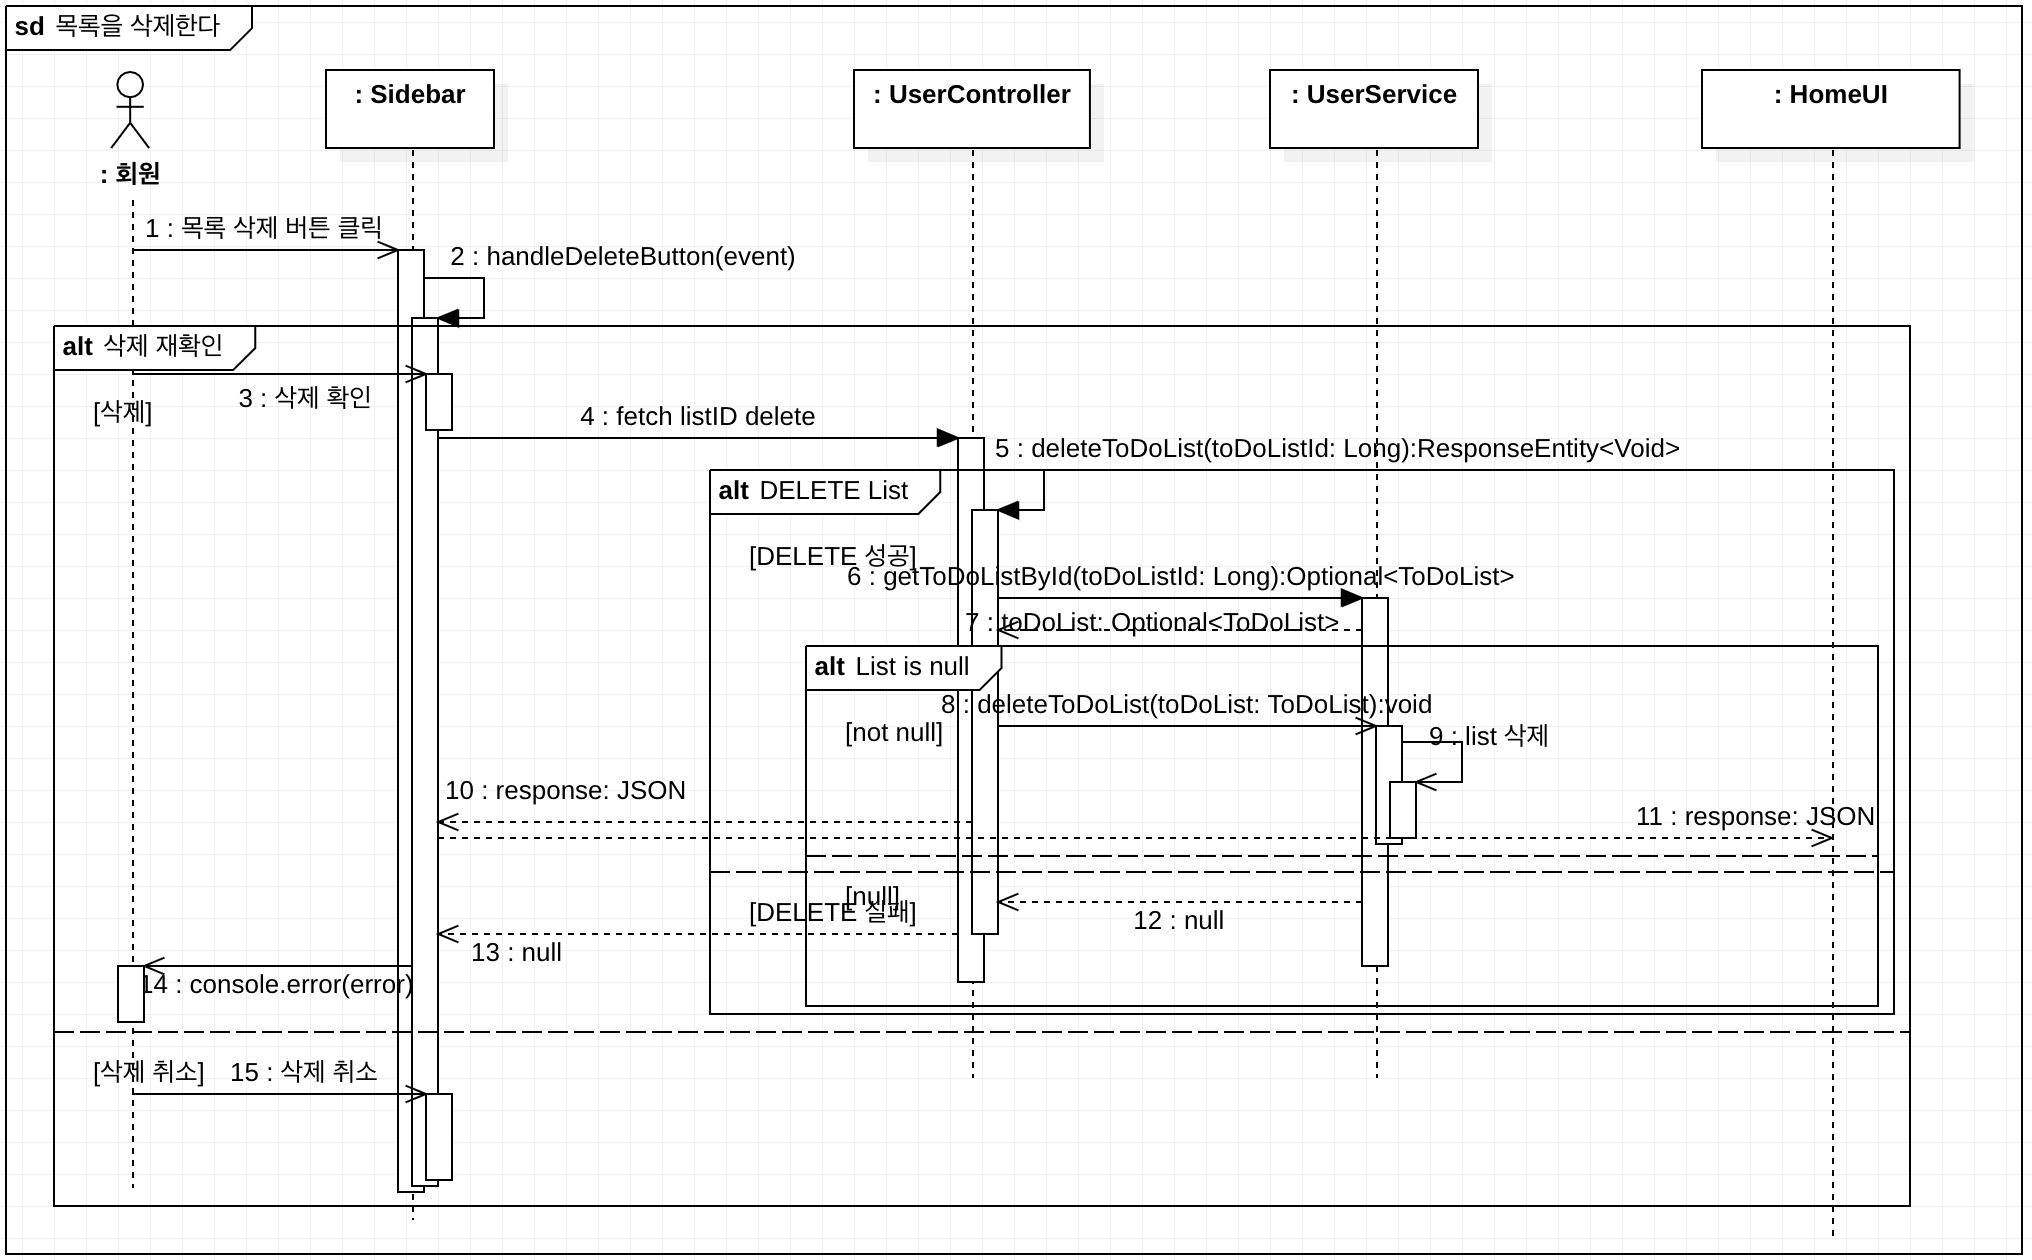 sd 목록을 삭제한다
: 회원
: Sidebar
: UserController
: UserService
: HomeUI
1 : 목록 삭제 버튼 클릭
2 : handleDeleteButton(event)
alt 삭제 재확인
[삭제]
3 : 삭제 확인
4 : fetch listID delete
5 : deleteToDoList(toDoListId: Long):ResponseEntity<Void>
alt DELETE List
[DELETE 성공]
6 : getToDoListById(toDoListId: Long):Optional<ToDoList>
7 : toDoList: Optional<ToDoList>
alt List is null
8 : deleteToDoList(toDoList: ToDoList):void
[not null]
9 : list 삭제
10 : response: JSON
11 : response: JSON
[null]
[DELETE 실패]
12 : null
13 : null
14 : console.error(error)
[삭제 취소]
15 : 삭제 취소